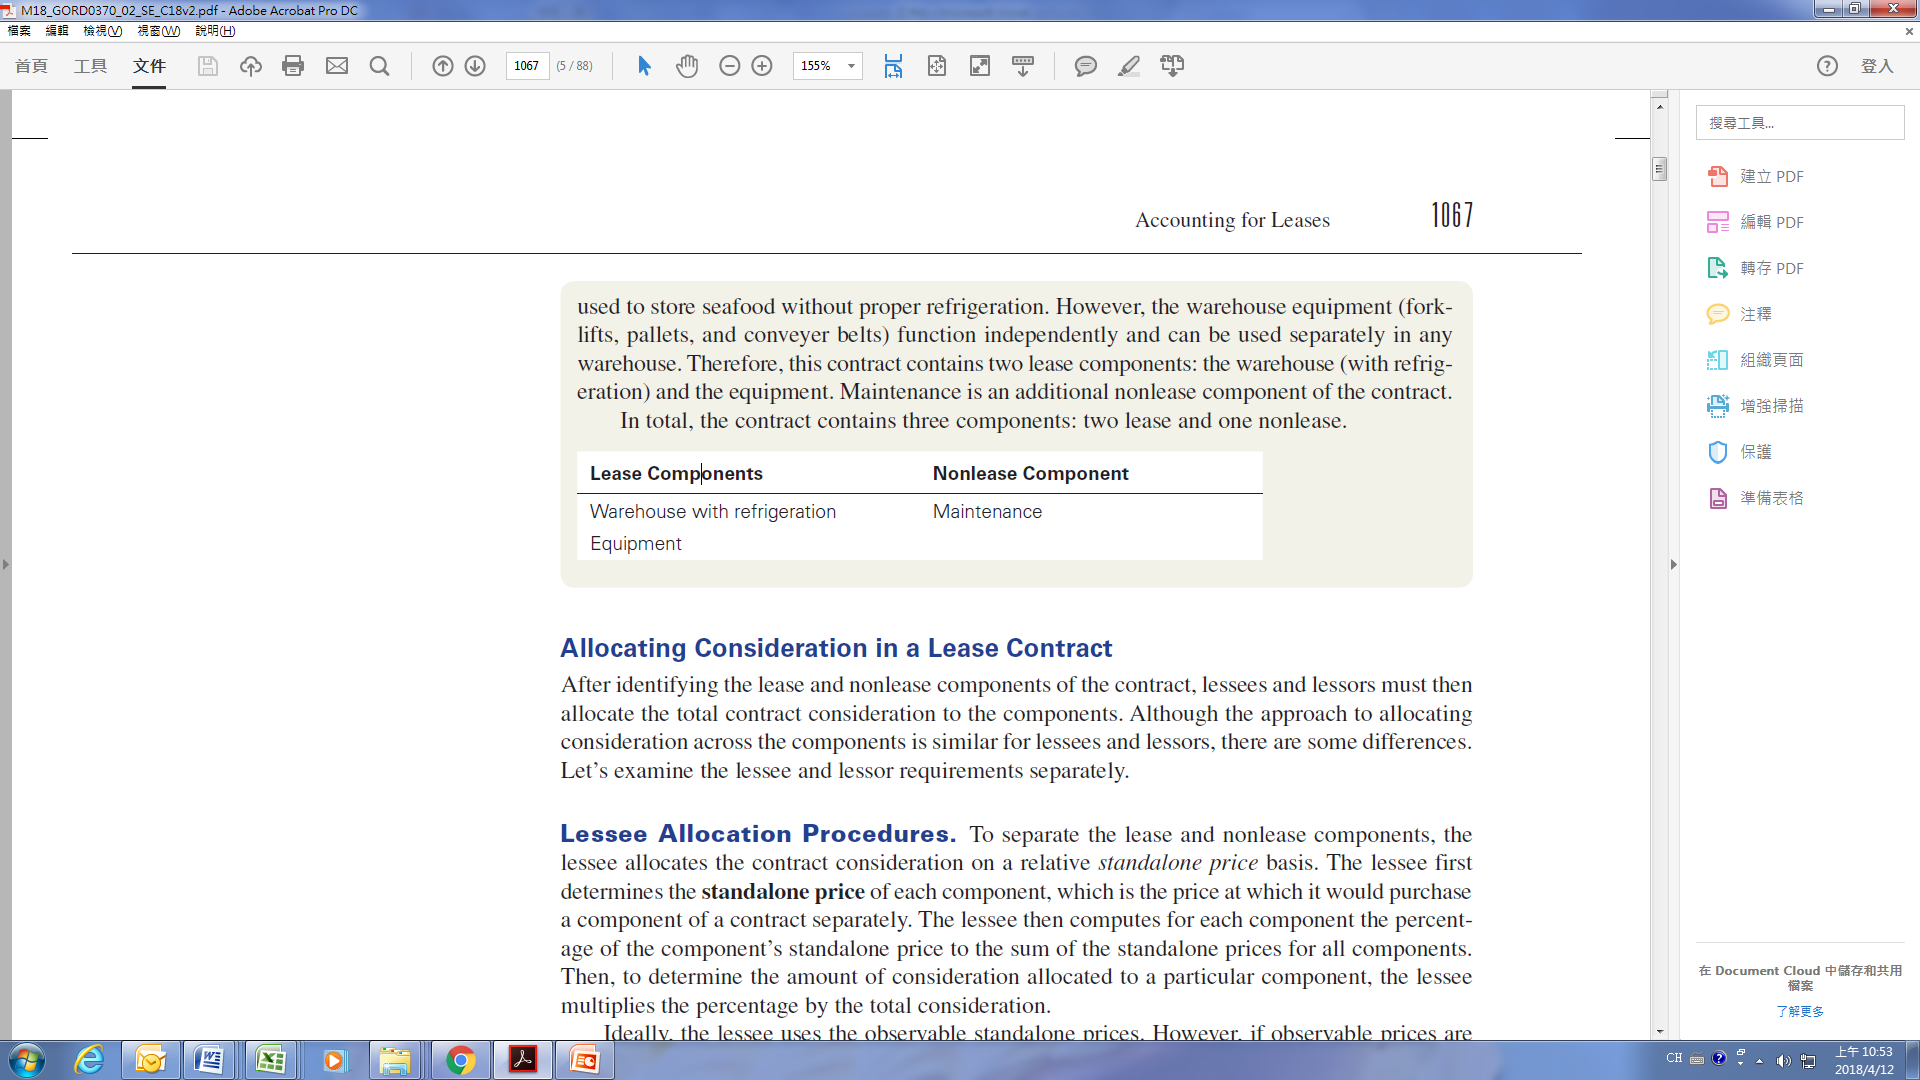 M18_GORD0370_02_SE_C18v2.pdf - Adobe Acrobat Pro DC
檔案 編輯 檢視(V) 視窗(W) 說明(H)
首頁 工具 文件 1067 (5 / 88) 155% 登入
搜尋工具...
建立 PDF
編輯 PDF
轉存 PDF
注釋
組織頁面
增強掃描
保護
準備表格
在 Document Cloud 中儲存和共用
檔案
了解更多
Accounting for Leases 1067
used to store seafood without proper refrigeration. However, the warehouse equipment (fork-
lifts, pallets, and conveyer belts) function independently and can be used separately in any
warehouse. Therefore, this contract contains two lease components: the warehouse (with refrig-
eration) and the equipment. Maintenance is an additional nonlease component of the contract.
In total, the contract contains three components: two lease and one nonlease.
Lease Components Nonlease Component
Warehouse with refrigeration Maintenance
Equipment
Allocating Consideration in a Lease Contract
After identifying the lease and nonlease components of the contract, lessees and lessors must then
allocate the total contract consideration to the components. Although the approach to allocating
consideration across the components is similar for lessees and lessors, there are some differences.
Let's examine the lessee and lessor requirements separately.
Lessee Allocation Procedures. To separate the lease and nonlease components, the
lessee allocates the contract consideration on a relative standalone price basis. The lessee first
determines the standalone price of each component, which is the price at which it would purchase
a component of a contract separately. The lessee then computes for each component the percent-
age of the component's standalone price to the sum of the standalone prices for all components.
Then, to determine the amount of consideration allocated to a particular component, the lessee
multiplies the percentage by the total consideration.
Ideally, the lessee uses the observable standalone prices. However, if observable prices are
CH
上午 10:53
2018/4/12